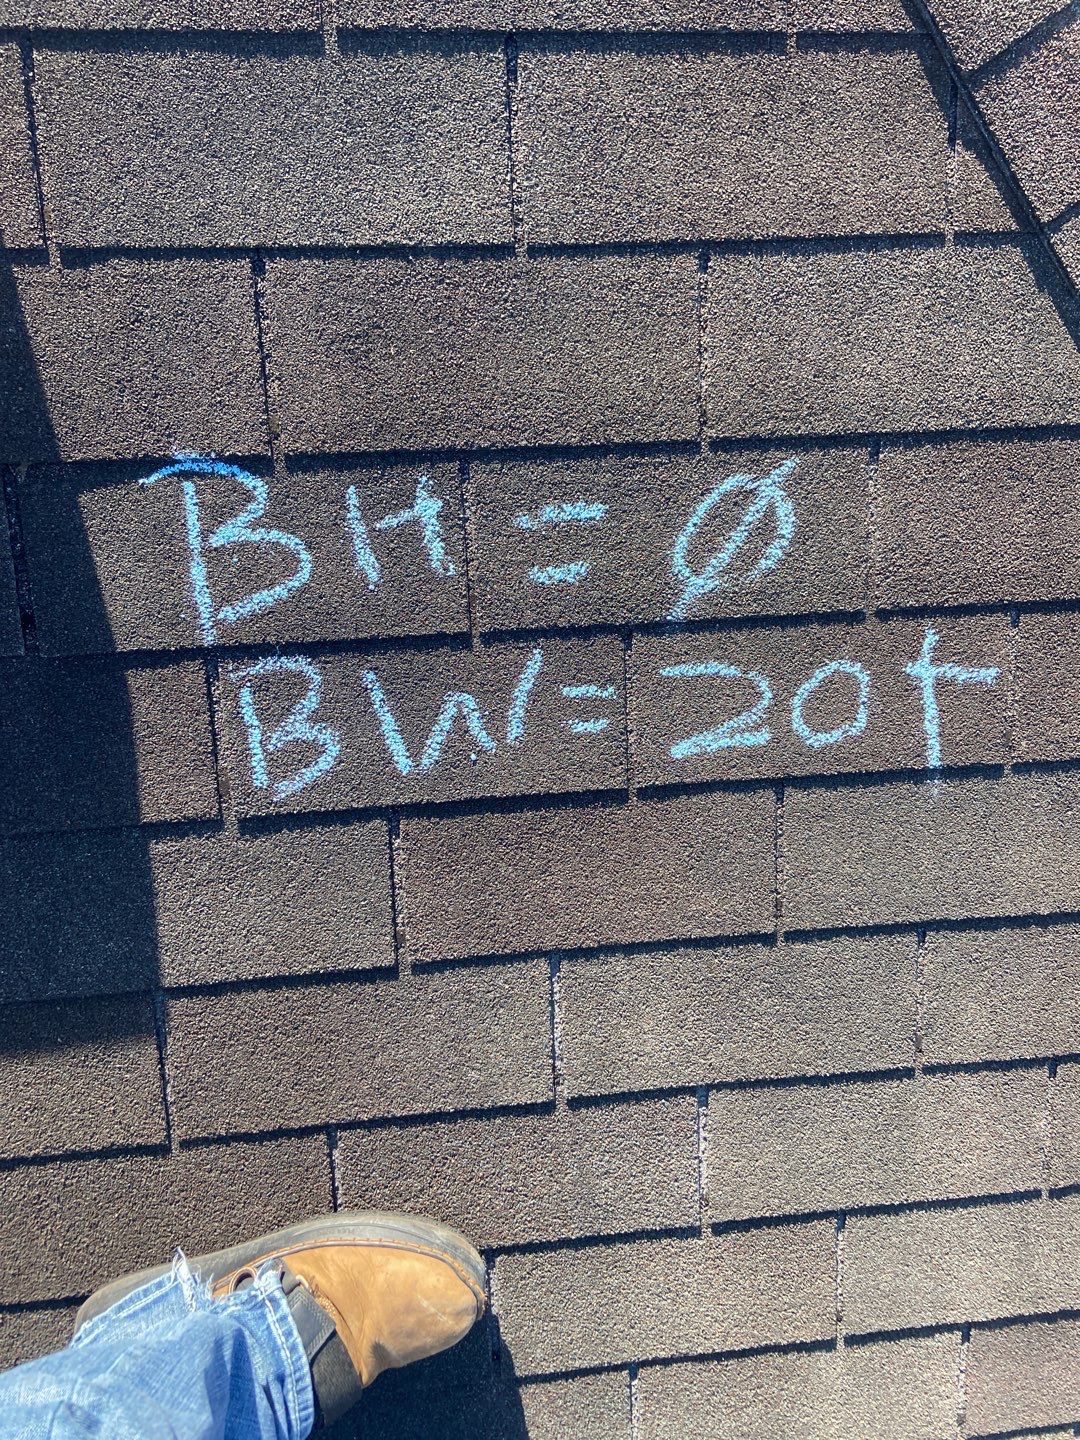 BH = Ø
BW = 20+